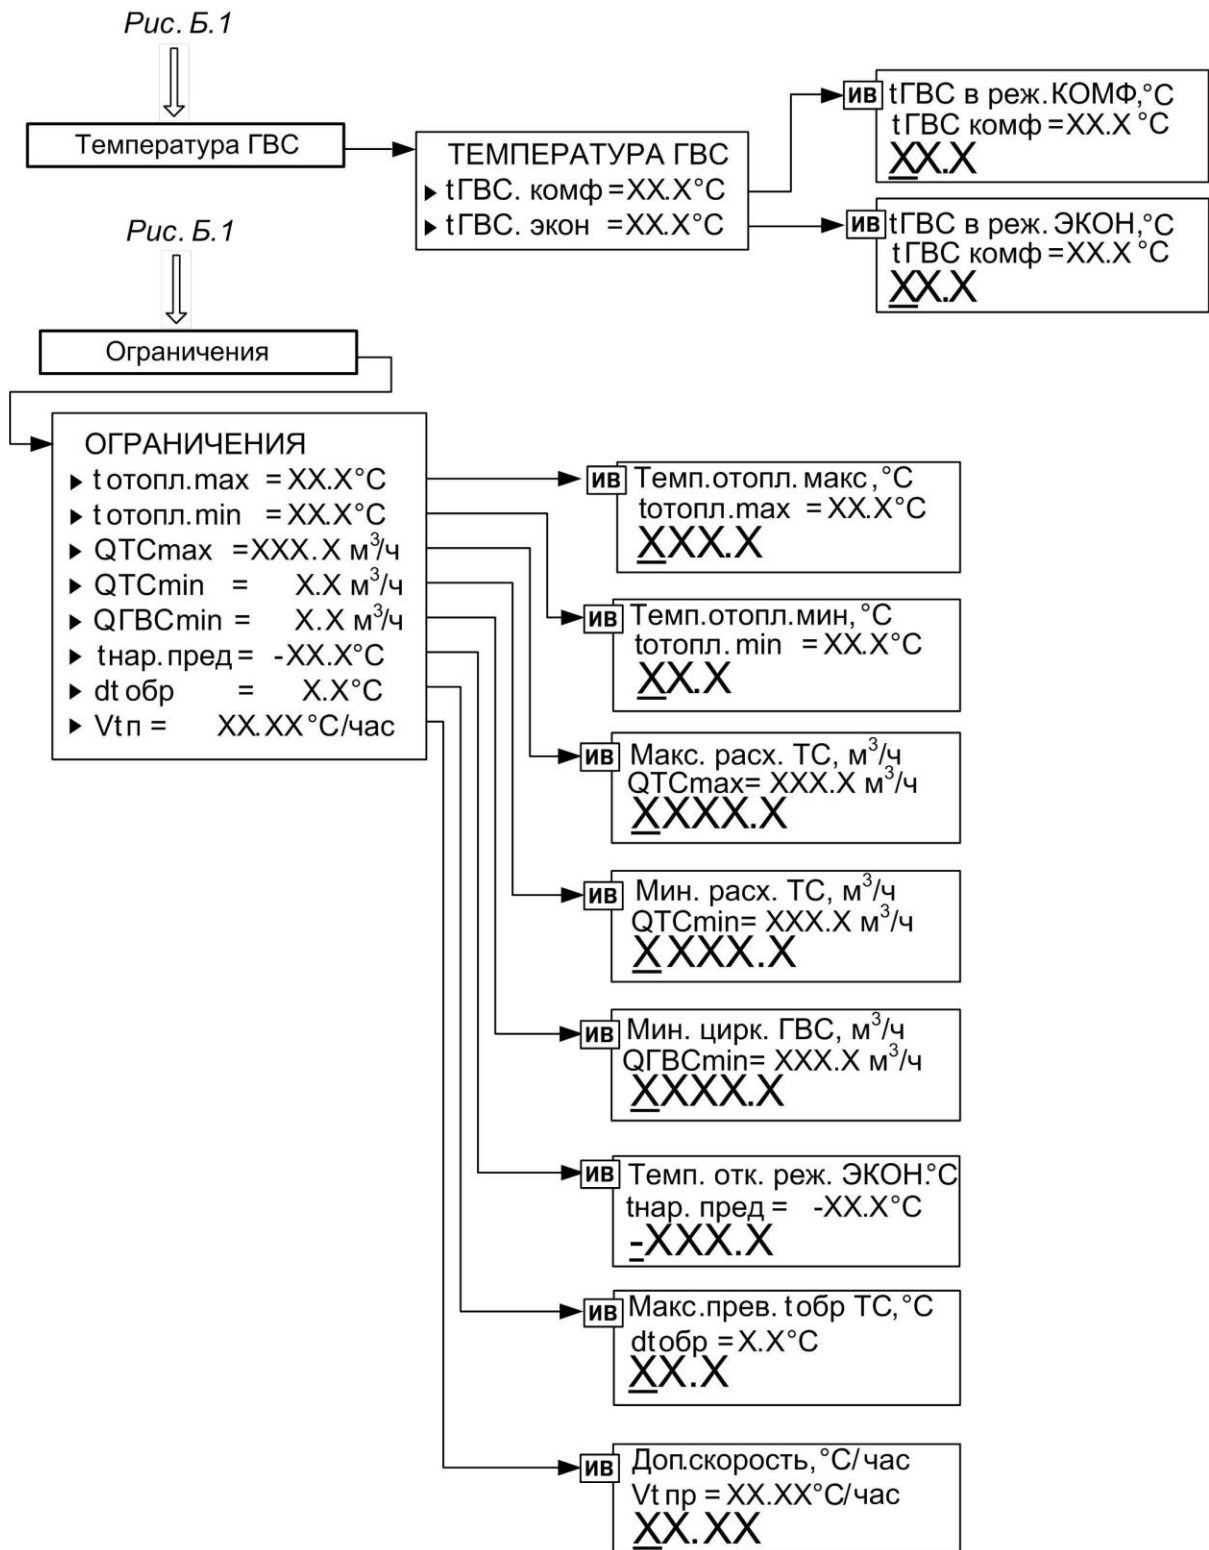 Рис. Б.1
Температура ГВС
ТЕМПЕРАТУРА ГВС
▶ tГВС. комф =XX.X°C
▶ tГВС. экон =XX.X°C
ИВ
tГВС в реж.КОМФ,°C
tГВС комф =XX.X °C
XX.X
ИВ
tГВС в реж. ЭКОН,°C
tГВС комф =XX.X °C
XX.X
Рис. Б.1
Ограничения
ОГРАНИЧЕНИЯ
▶ tотопл.max =XX.X°C
▶ tотопл.min =XX.X°C
▶ QТСmax =XXX.X м³/ч
▶ QТСmin = X.X м³/ч
▶ QГВСmin = X.X м³/ч
▶ tнар.пред = -XX.X°C
▶ dt обр = X.X°C
▶ Vtп = XX.XX°C/час
ИВ
Темп.отопл.макс,°C
tотопл.max =XX.X°C
XXX.X
ИВ
Темп.отопл.мин,°C
tотопл.min =XX.X°C
XX.X
ИВ
Макс. расх. ТС, м³/ч
QТСmax= XXX.X м³/ч
XXXX.X
ИВ
Мин. расх. ТС, м³/ч
QТСmin= XXX.X м³/ч
XXXX.X
ИВ
Мин. цирк. ГВС, м³/ч
QГВСmin= XXX.X м³/ч
XXXX.X
ИВ
Темп. отк. реж. ЭКОН.°C
tнар. пред = -XX.X°C
-XXX.X
ИВ
Макс.прев. tобр ТС,°C
dtобр =X.X°C
XX.X
ИВ
Доп.скорость,°C/час
Vt пр =XX.XX°C/час
XX.XX